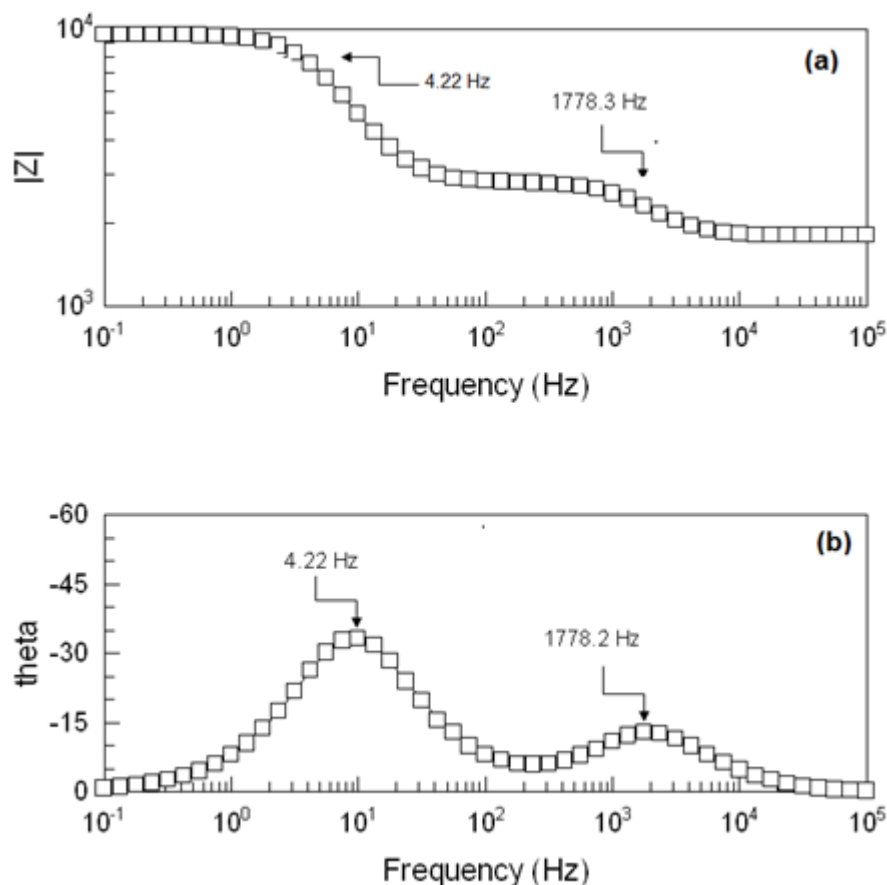 10⁴
(a)
4.22 Hz
1778.3 Hz
|Z|
10³
10⁻¹ 10⁰ 10¹ 10² 10³ 10⁴ 10⁵
Frequency (Hz)
-60
(b)
4.22 Hz
-45
1778.2 Hz
-30
theta
-15
0
10⁻¹ 10⁰ 10¹ 10² 10³ 10⁴ 10⁵
Frequency (Hz)